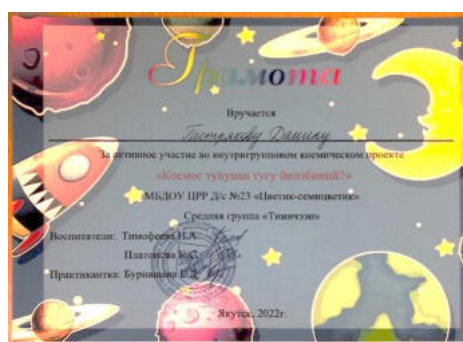 Грамота
Вручается
Данилу
За активное участие во внутригрупповом космическом проекте
«Космос туһунан тугу билэбиний?»
МБДОУ ЦРР Д/с №23 «Цветик-семицветик»
Средняя группа
Воспитатели: Тимофеева Н.А.
Платонова
Практикантка: Бурнашева
Якутск, 2022г.